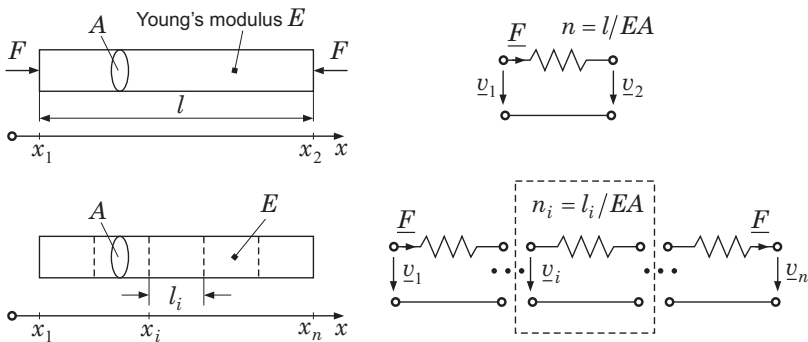 A Young's modulus E
F F
l
x₁ x₂ x
n = l/EA
F
v₁ v₂
A E
lᵢ
x₁ xᵢ xₙ x
nᵢ = lᵢ/EA
F F
v₁ ••• vᵢ ••• vₙ